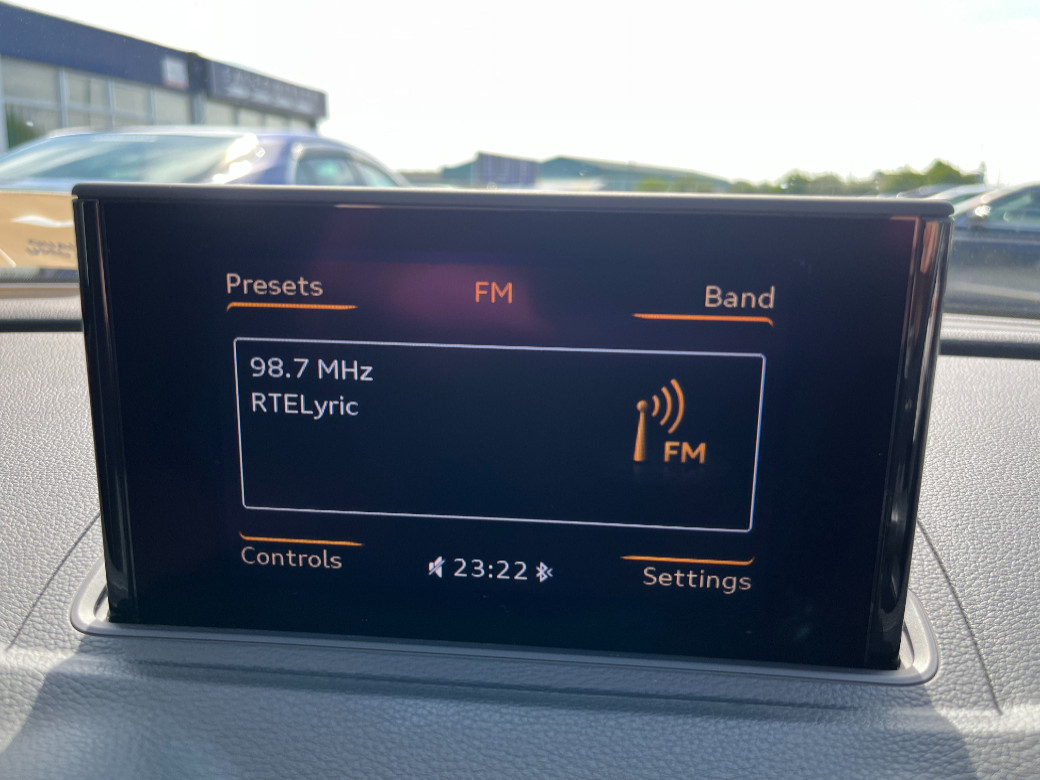 Presets
FM
Band
98.7 MHz
RTELyric
FM
Controls
23:22
Settings